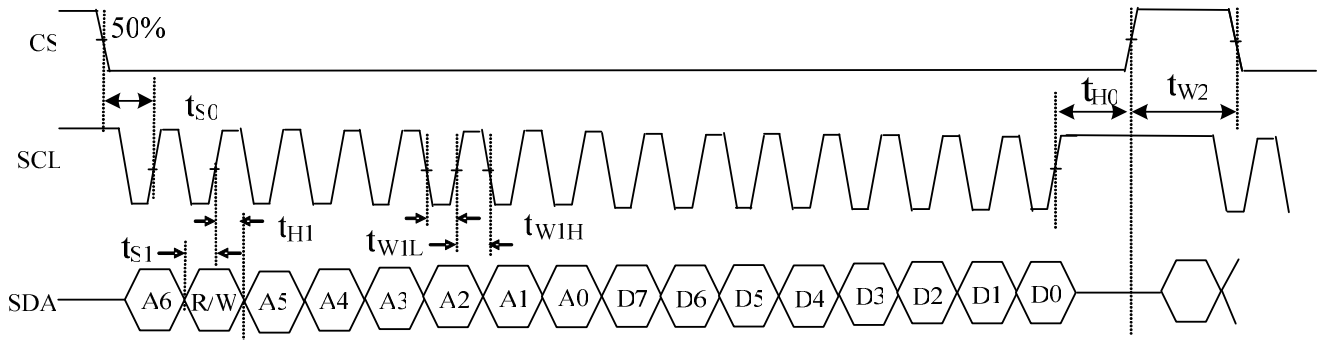 CS 50%
t_S0 t_H0 t_W2
SCL
t_S1 t_H1 t_W1L t_W1H
SDA A6 R/W A5 A4 A3 A2 A1 A0 D7 D6 D5 D4 D3 D2 D1 D0